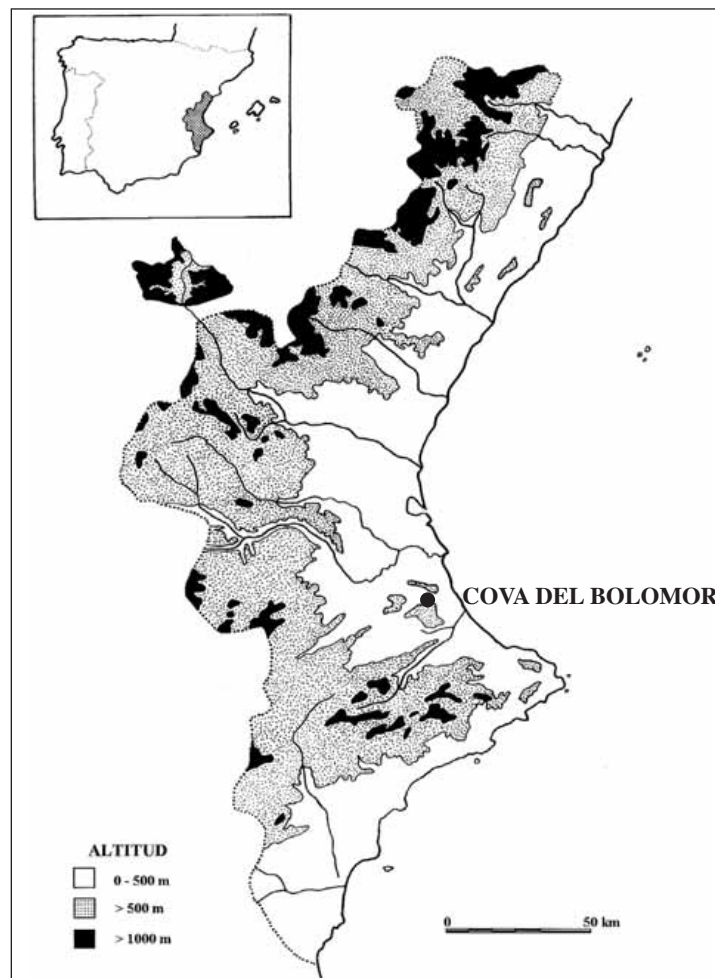 COVA DEL BOLOMOR
ALTITUD
0 - 500 m
> 500 m
> 1000 m
0 50 km